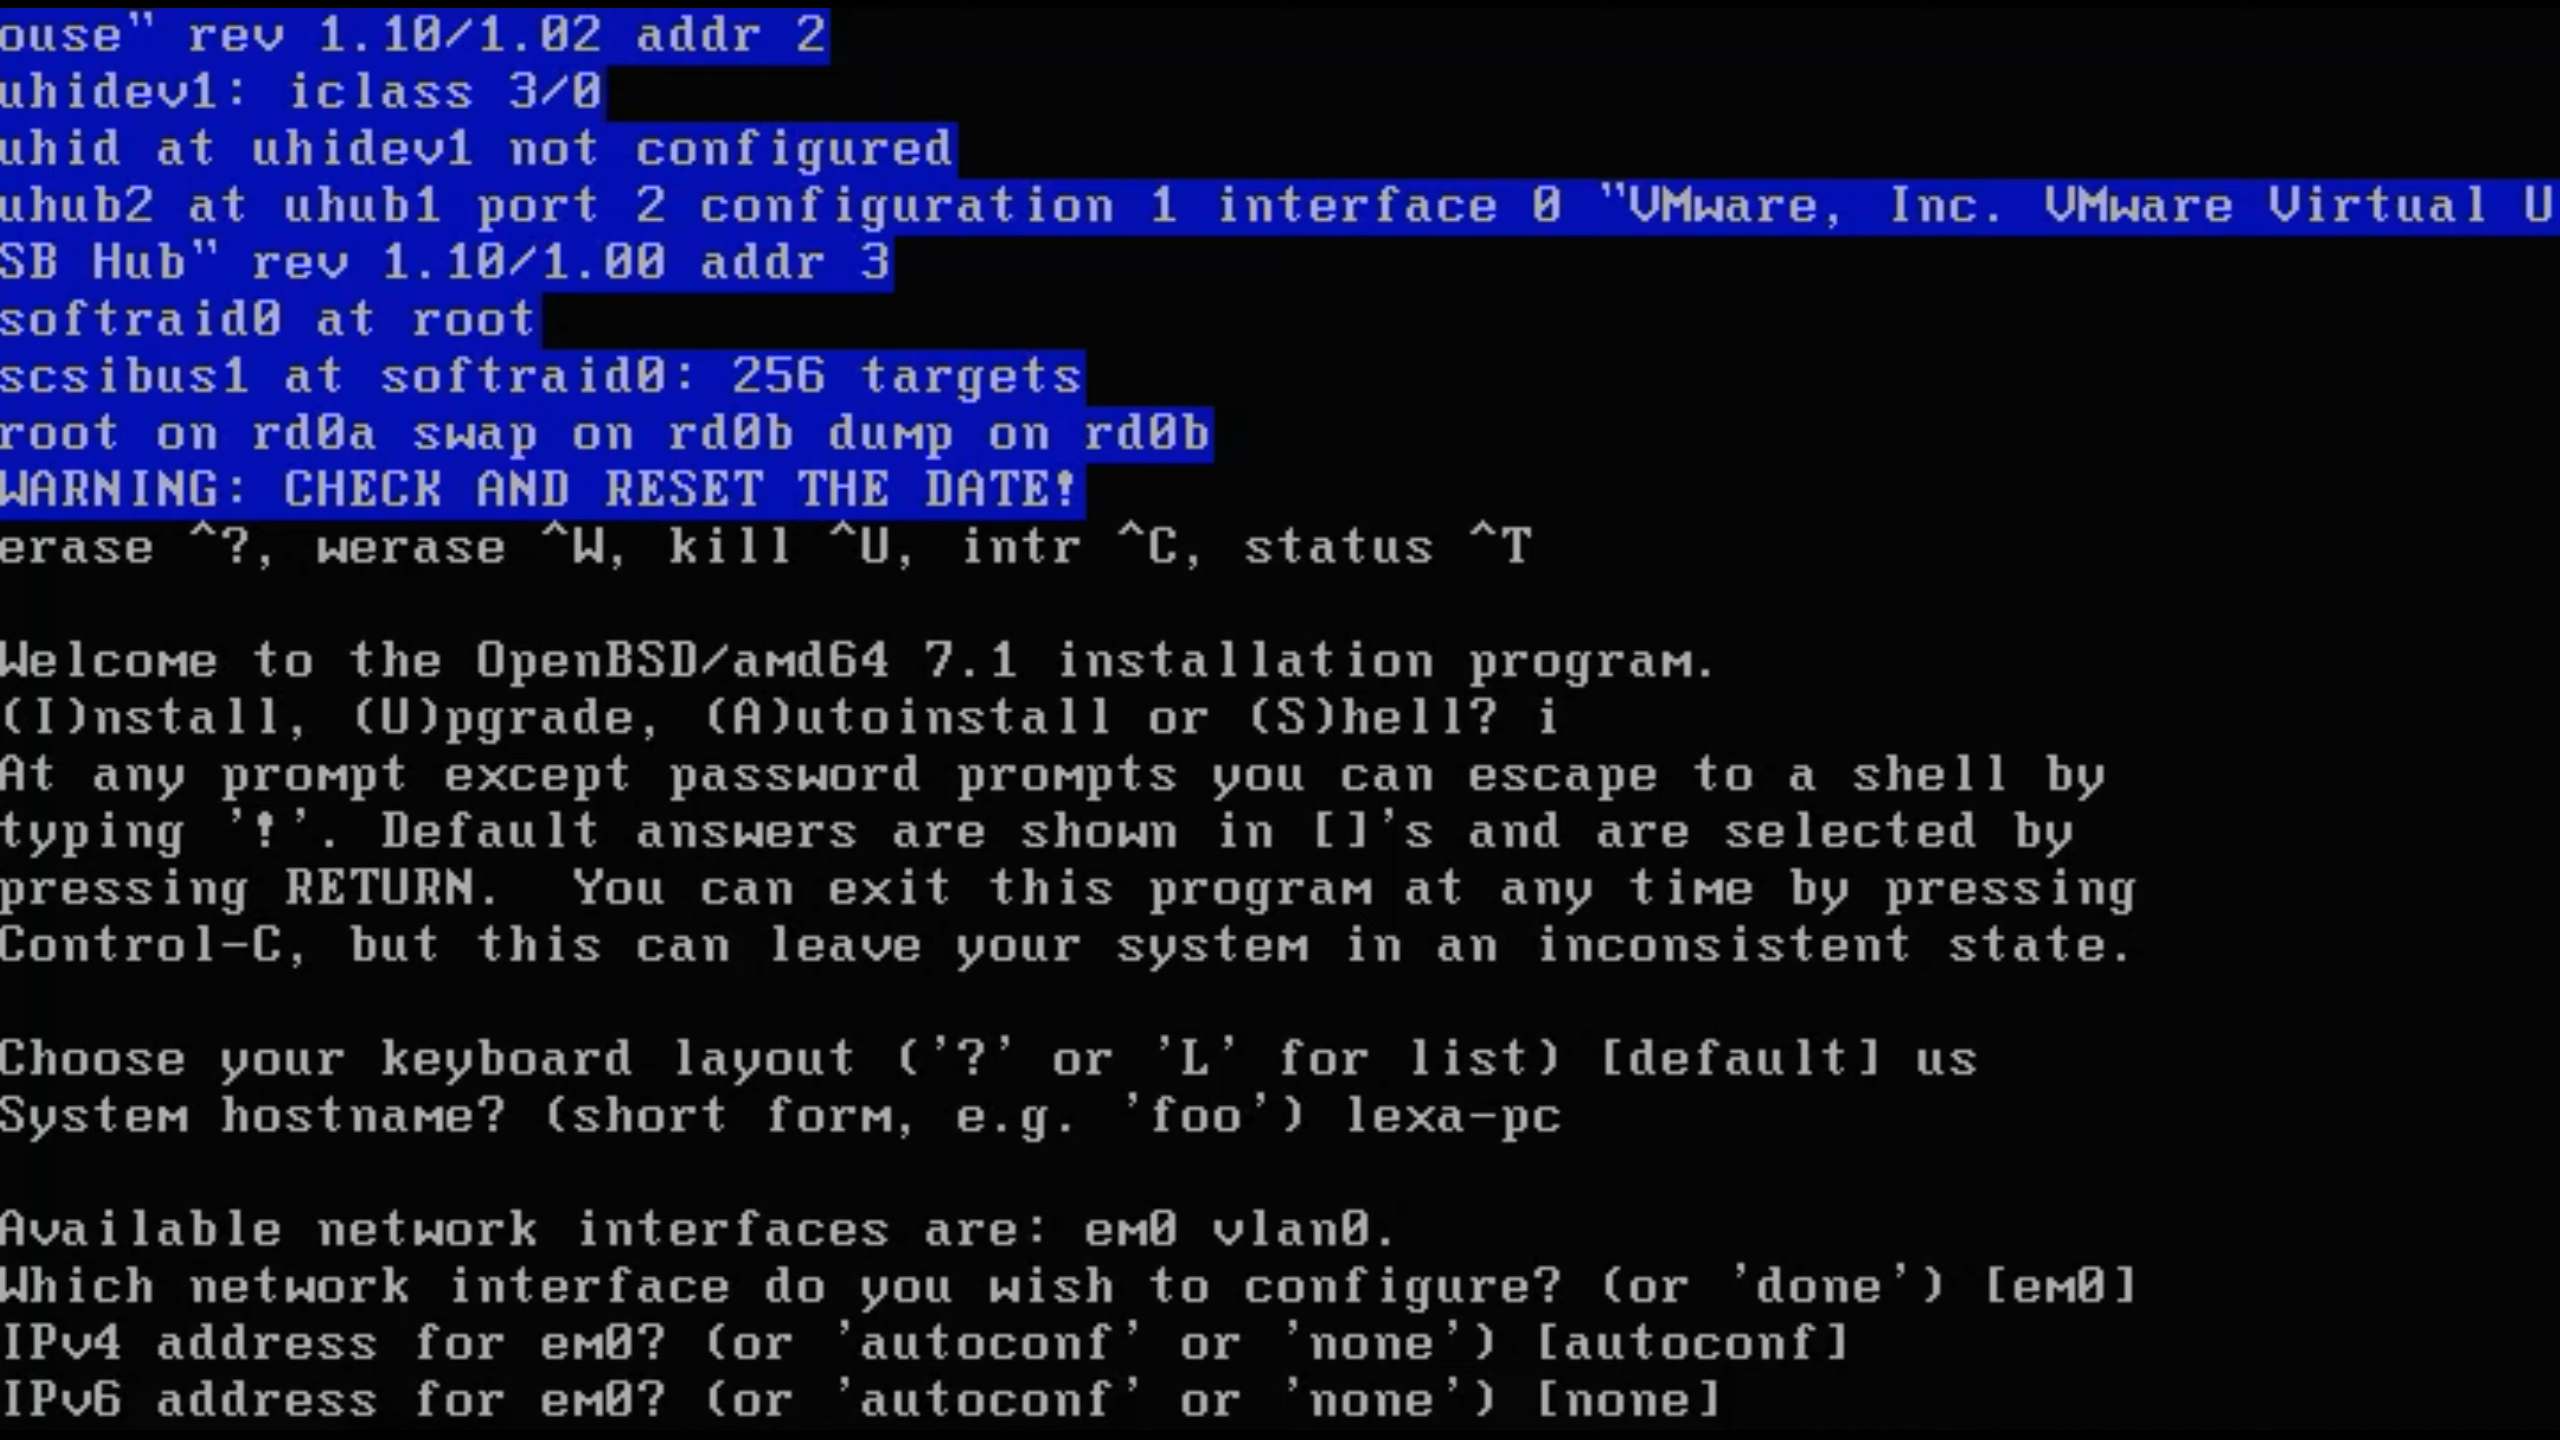 ouse" rev 1.10/1.02 addr 2
uhidev1: iclass 3/0
uhid at uhidev1 not configured
uhub2 at uhub1 port 2 configuration 1 interface 0 "VMware, Inc. VMware Virtual U
SB Hub" rev 1.10/1.00 addr 3
softraid0 at root
scsibus1 at softraid0: 256 targets
root on rd0a swap on rd0b dump on rd0b
WARNING: CHECK AND RESET THE DATE!
erase ^?, werase ^W, kill ^U, intr ^C, status ^T
Welcome to the OpenBSD/amd64 7.1 installation program.
(I)nstall, (U)pgrade, (A)utoinstall or (S)hell? i
At any prompt except password prompts you can escape to a shell by
typing '!'. Default answers are shown in []'s and are selected by
pressing RETURN.  You can exit this program at any time by pressing
Control-C, but this can leave your system in an inconsistent state.
Choose your keyboard layout ('?' or 'L' for list) [default] us
System hostname? (short form, e.g. 'foo') lexa-pc
Available network interfaces are: em0 vlan0.
Which network interface do you wish to configure? (or 'done') [em0]
IPv4 address for em0? (or 'autoconf' or 'none') [autoconf]
IPv6 address for em0? (or 'autoconf' or 'none') [none]